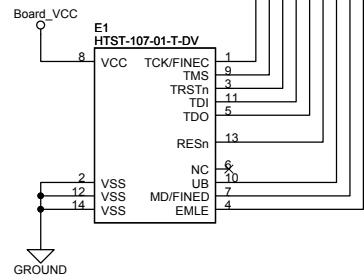 Board_VCC
E1
HTST-107-01-T-DV
8 VCC TCK/FINEC 1
TMS 9
TRSTn 3
TDI 11
TDO 5
RESn 13
NC 6
2 VSS UB 10
12 VSS MD/FINED 7
14 VSS EMLE 4
GROUND